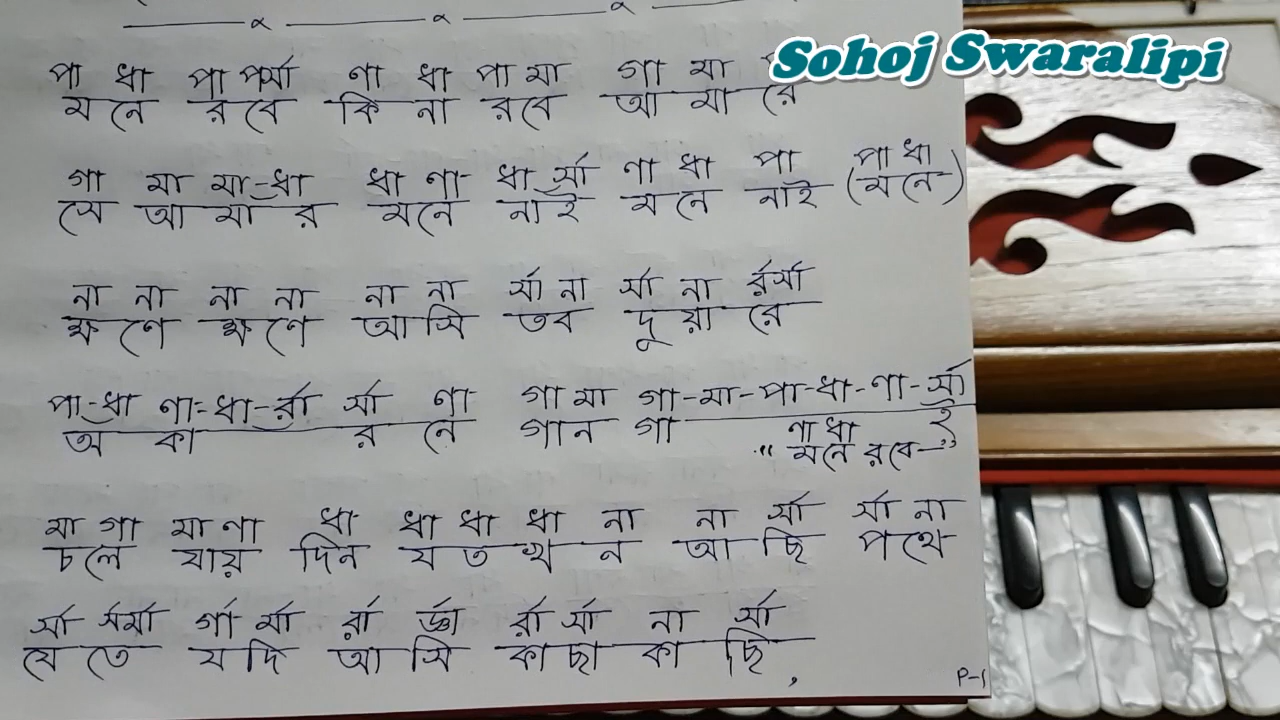 Sohoj Swaralipi
পা ধা পা পর্মা ণা ধা পা মা গা মা
মনে রবে কি না রবে আমারে
গা মা মা-ধা ধা ণা- ধা র্সা ণা ধা পা পা ধা
সে আমার মনে নাই মনে নাই (মনে)
না না না না না না র্সা না র্সা না র্রর্সা
ক্ষণে ক্ষণে আসি তব দুয়ারে
পা-ধা ণা-ধা-র্রা র্সা ণা গা মা গা-মা-পা-ধা-ণা-র্সা
অকারনে গান গাই
ণা ধা
"মনে রবে-"
মা গা মা ণা ধা ধা ধা ধা না না র্সা র্সা না
চলে যায় দিন যতখন আছি পথে
র্সা র্সর্মা র্গা র্মা র্রা র্জ্ঞা র্রা র্সা না র্সা
যেতে যদি আসি কাছাকাছি,
P-1